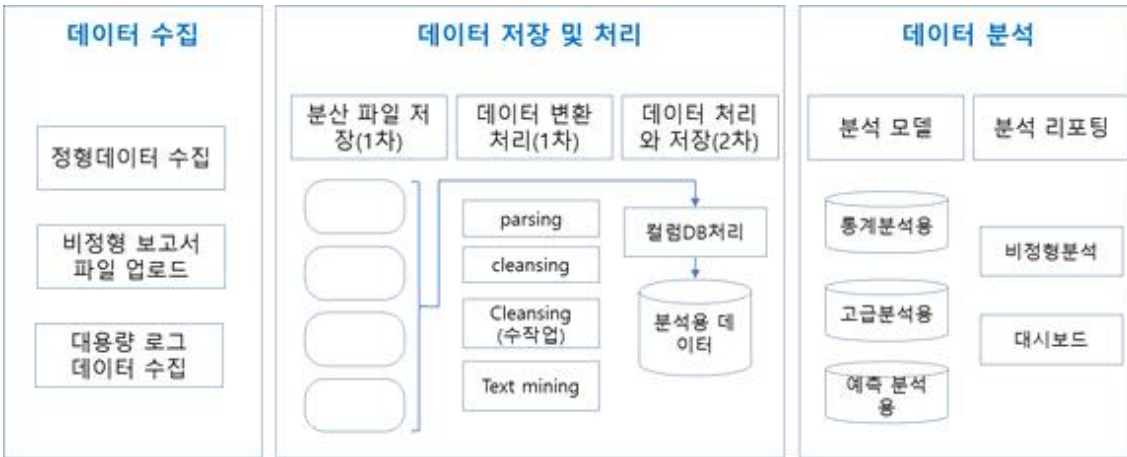 데이터 수집
정형데이터 수집
비정형 보고서
파일 업로드
대용량 로그
데이터 수집
데이터 저장 및 처리
분산 파일 저
장(1차)
데이터 변환
처리(1차)
parsing
cleansing
Cleansing
(수작업)
Text mining
데이터 처리
와 저장(2차)
컬럼DB처리
분석용 데
이터
데이터 분석
분석 모델
통계분석용
고급분석용
예측 분석
용
분석 리포팅
비정형분석
대시보드